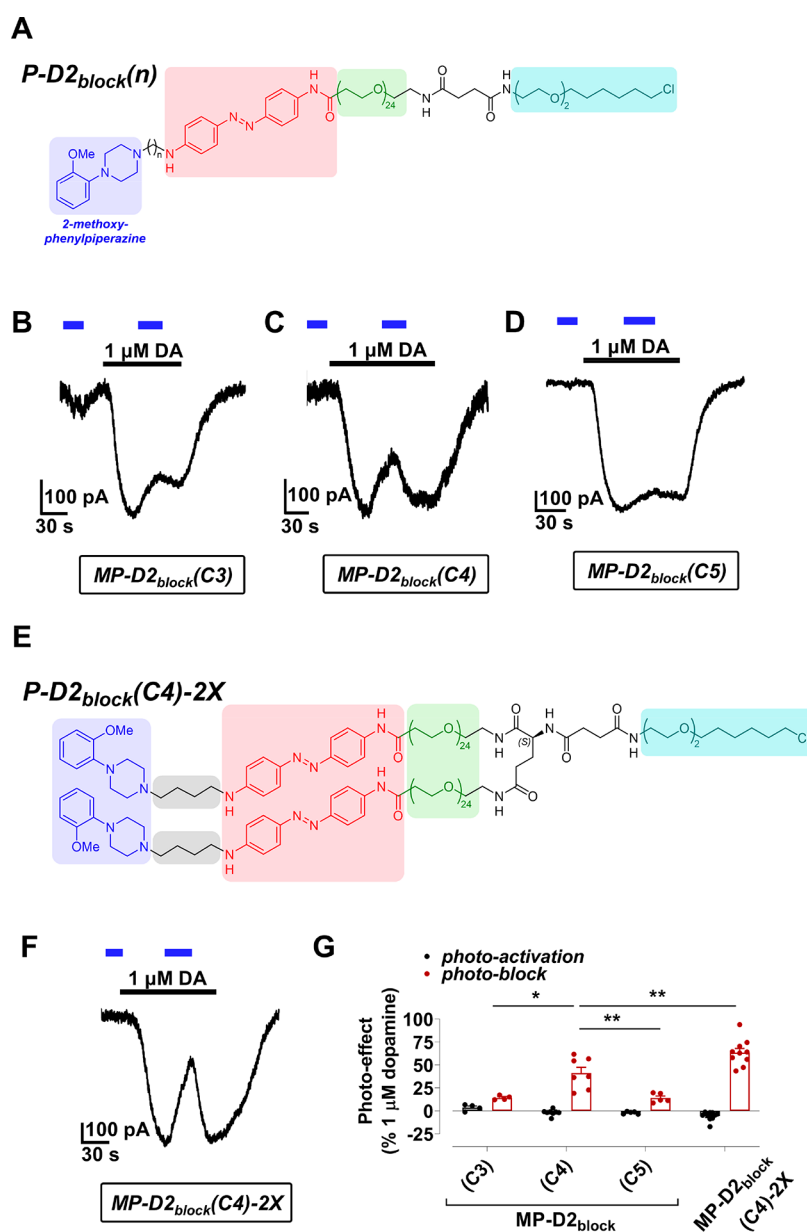 A
P-D2block(n)
OMe
N
N
( )n
N
H
N=N
H
N
O
O
24
N
H
O
O
H
N
O
2
Cl
2-methoxy-
phenylpiperazine
B
C
D
1 µM DA
1 µM DA
1 µM DA
100 pA
30 s
100 pA
30 s
100 pA
30 s
MP-D2block(C3)
MP-D2block(C4)
MP-D2block(C5)
E
P-D2block(C4)-2X
OMe
N
N
N
H
N=N
H
N
O
O
24
N
H
O
(S)
H
N
O
O
N
H
O
2
C
N
N
OMe
N
H
N=N
H
N
O
O
24
N
H
O
F
1 µM DA
100 pA
30 s
MP-D2block(C4)-2X
G
photo-activation
photo-block
*
**
**
Photo-effect
(% 1 µM dopamine)
100
75
50
25
0
-25
(C3)
(C4)
(C5)
MP-D2block
MP-D2block
(C4)-2X